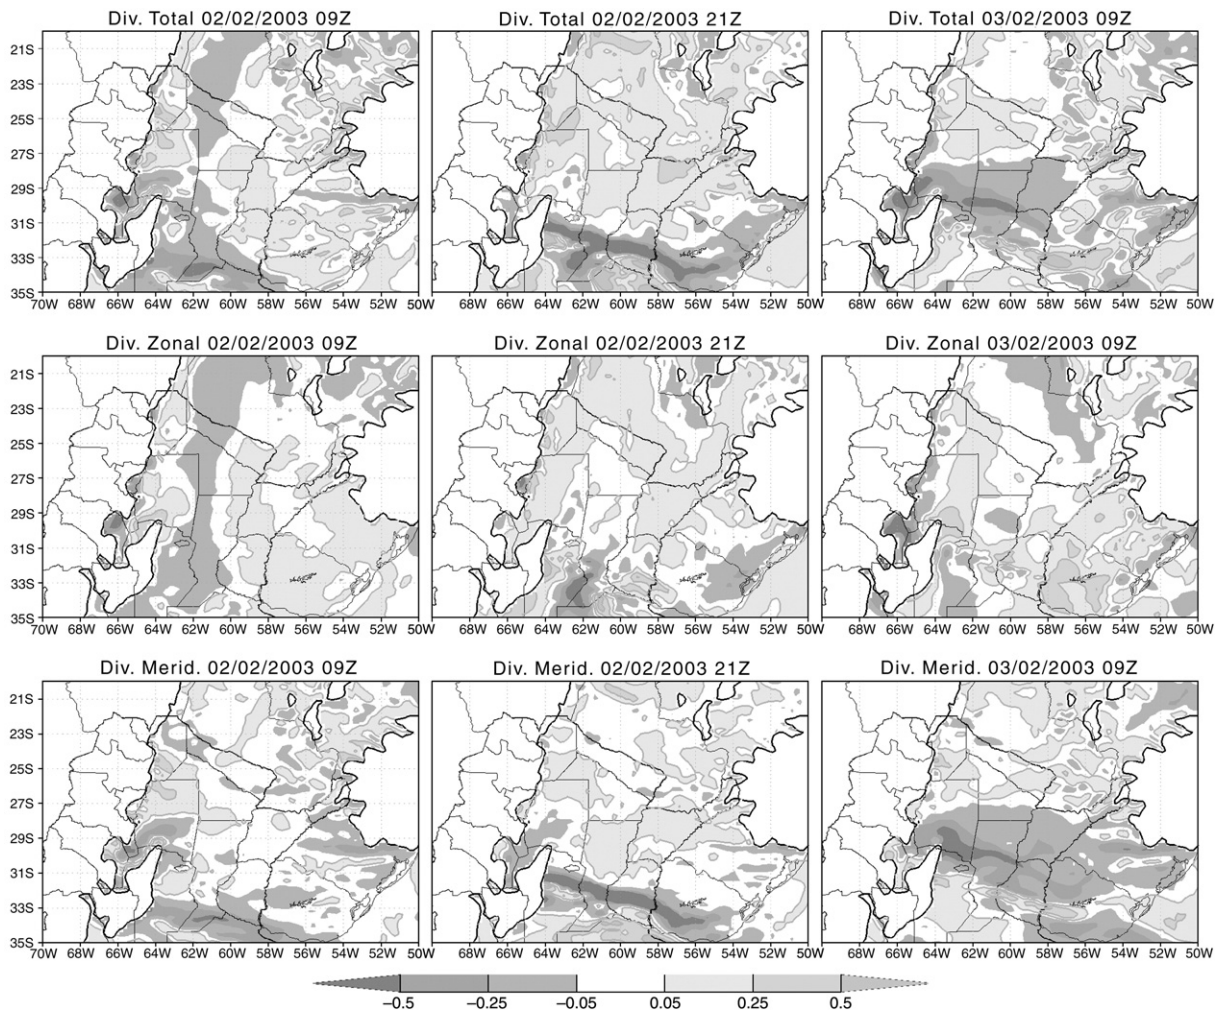 Div. Total 02/02/2003 09Z Div. Total 02/02/2003 21Z Div. Total 03/02/2003 09Z
21S
23S
25S
27S
29S
31S
33S
35S
70W 68W 66W 64W 62W 60W 58W 56W 54W 52W 50W 68W 66W 64W 62W 60W 58W 56W 54W 52W 50W 68W 66W 64W 62W 60W 58W 56W 54W 52W 50W
Div. Zonal 02/02/2003 09Z Div. Zonal 02/02/2003 21Z Div. Zonal 03/02/2003 09Z
21S
23S
25S
27S
29S
31S
33S
35S
70W 68W 66W 64W 62W 60W 58W 56W 54W 52W 50W 68W 66W 64W 62W 60W 58W 56W 54W 52W 50W 68W 66W 64W 62W 60W 58W 56W 54W 52W 50W
Div. Merid. 02/02/2003 09Z Div. Merid. 02/02/2003 21Z Div. Merid. 03/02/2003 09Z
21S
23S
25S
27S
29S
31S
33S
35S
70W 68W 66W 64W 62W 60W 58W 56W 54W 52W 50W 68W 66W 64W 62W 60W 58W 56W 54W 52W 50W 68W 66W 64W 62W 60W 58W 56W 54W 52W 50W
−0.5 −0.25 −0.05 0.05 0.25 0.5